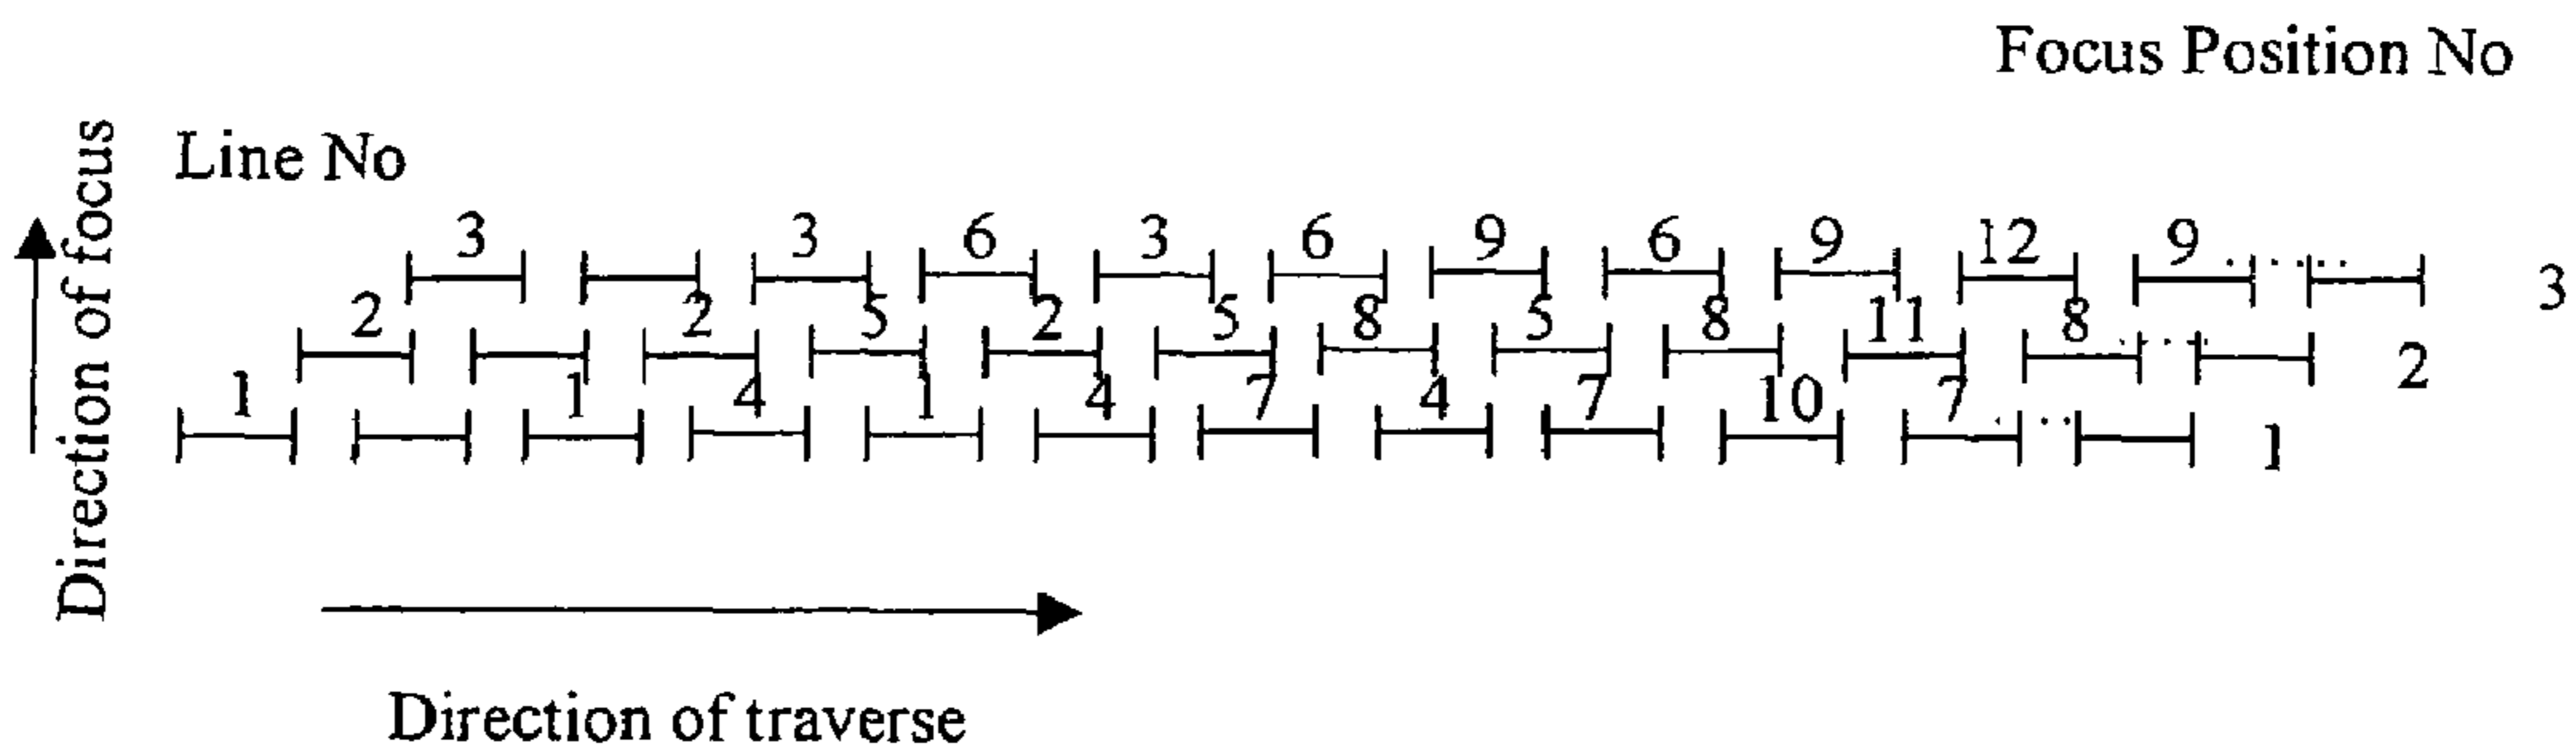 Focus Position No
Line No
Direction of focus
3 3 6 3 6 9 6 9 12 9 ..... 3
2 2 5 2 5 8 5 8 11 8 ..... 2
1 1 4 1 4 7 4 7 10 7 .... 1
Direction of traverse